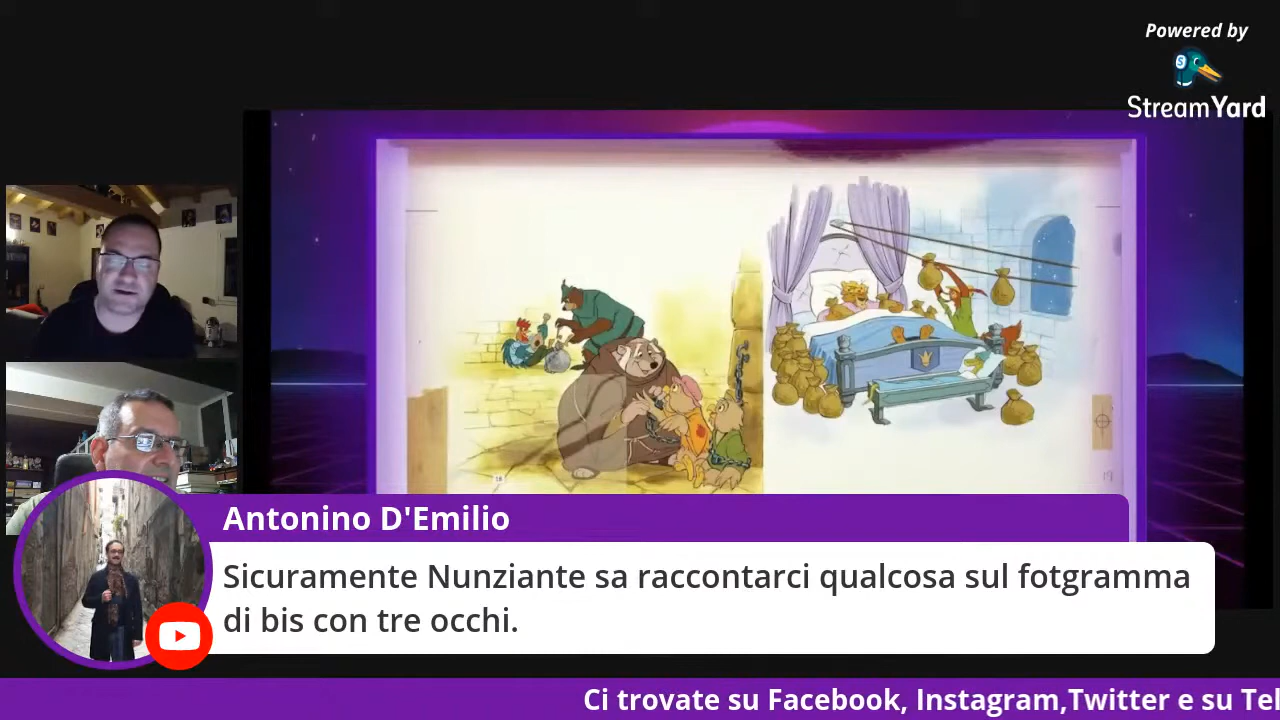 Powered by
StreamYard
Antonino D'Emilio
Sicuramente Nunziante sa raccontarci qualcosa sul fotgramma
di bis con tre occhi.
Ci trovate su Facebook, Instagram,Twitter e su Tel